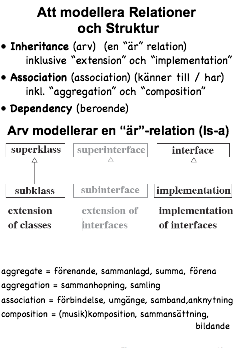 Att modellera Relationer
och Struktur
• Inheritance (arv) (en “är” relation)
inklusive “extension” och “implementation”
• Association (association) (känner till / har)
inkl. “aggregation” och “composition”
• Dependency (beroende)
Arv modellerar en “är”-relation (Is-a)
superklass superinterface interface
subklass subinterface implementation
extension extension of implementation
of classes interfaces of interfaces
aggregate = förenande, sammanlagd, summa, förena
aggregation = sammanhopning, samling
association = förbindelse, umgänge, samband,anknytning
composition = (musik)komposition, sammansättning,
bildande